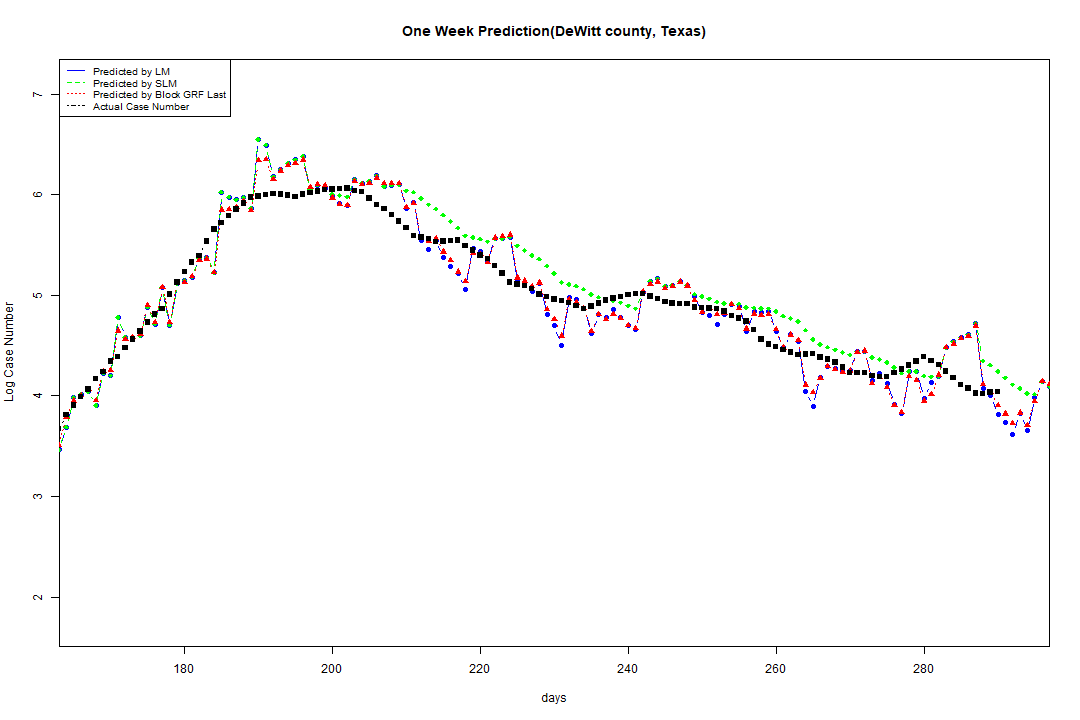 One Week Prediction(DeWitt county, Texas)
Predicted by LM
Predicted by SLM
Predicted by Block GRF Last
Actual Case Number
7
6
5
4
3
2
Log Case Number
180 200 220 240 260 280
days